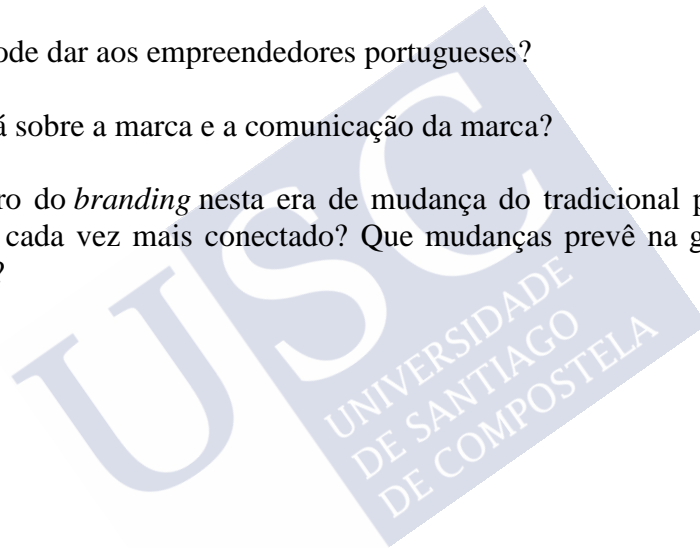 ode dar aos empreendedores portugueses?
á sobre a marca e a comunicação da marca?
ro do branding nesta era de mudança do tradicional p
cada vez mais conectado? Que mudanças prevê na g
?
USC
UNIVERSIDADE
DE SANTIAGO
DE COMPOSTELA